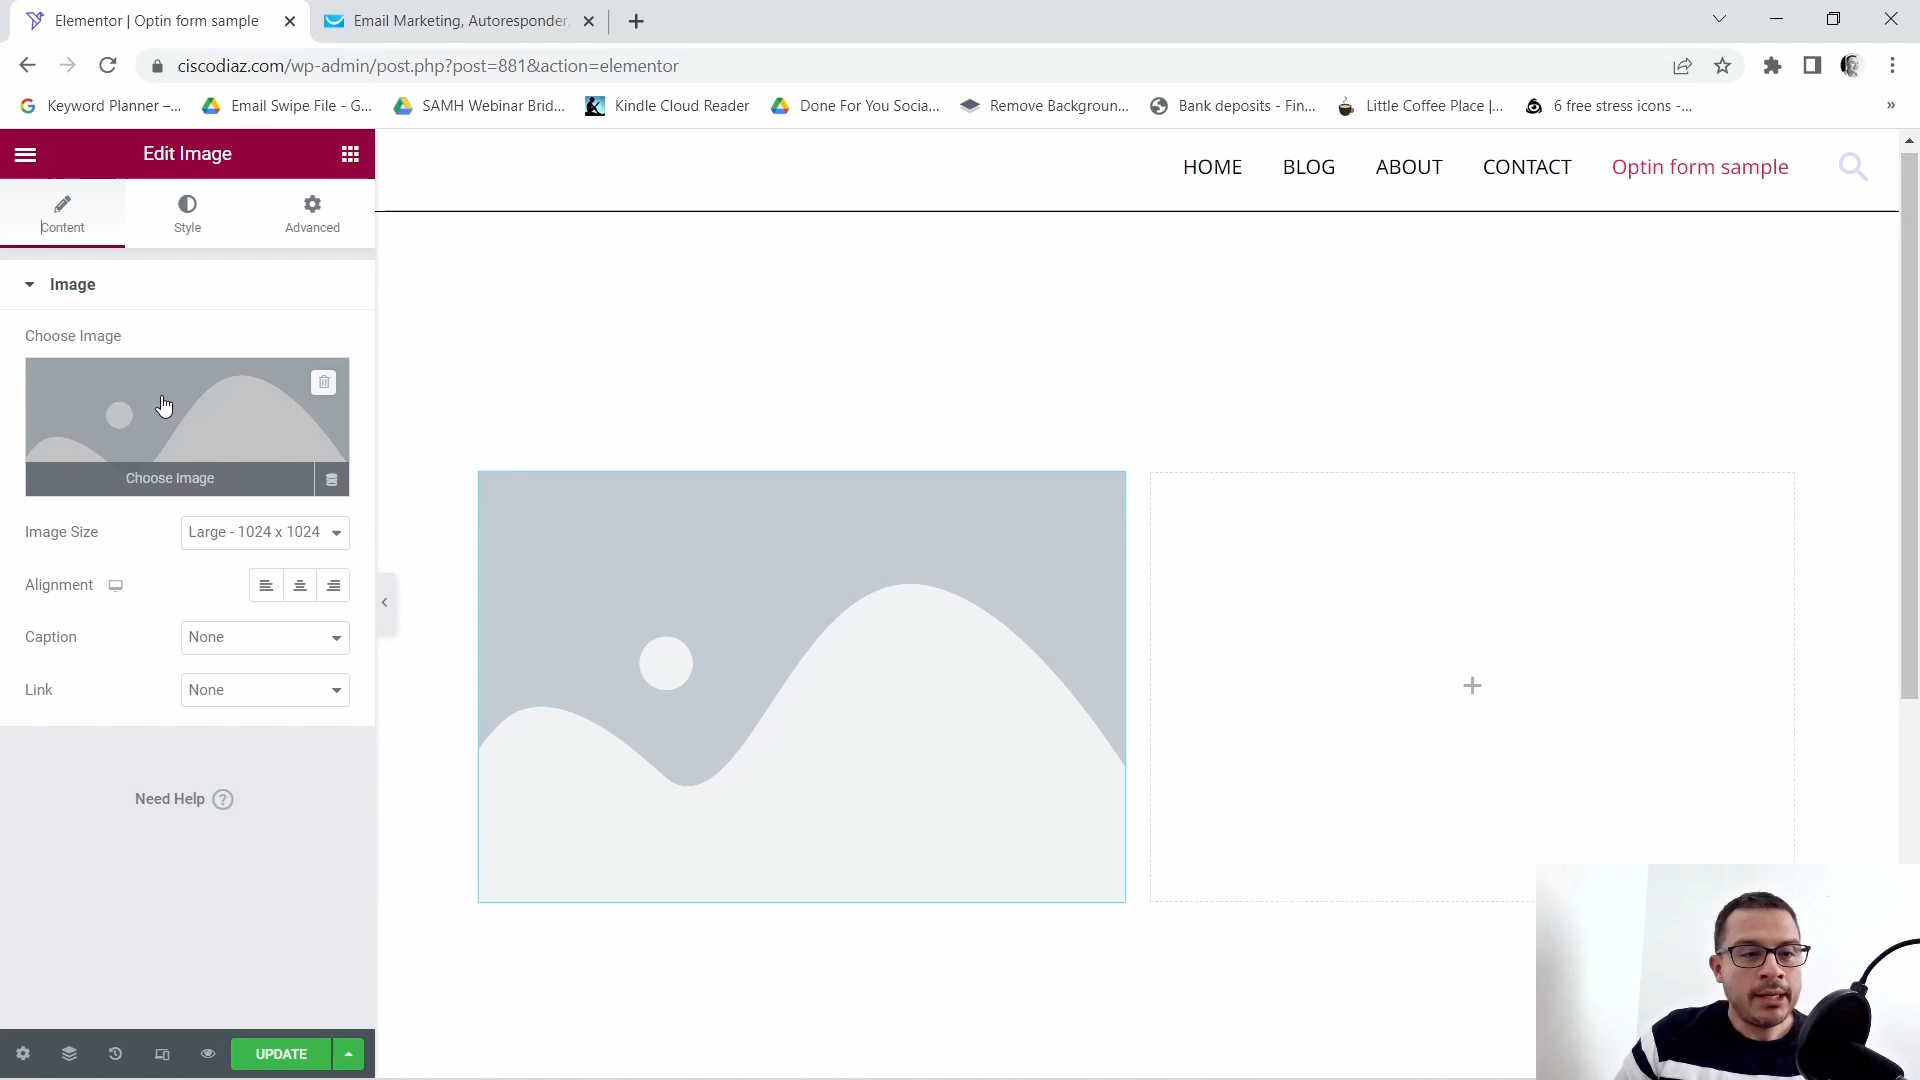 Elementor | Optin form sample
Email Marketing, Autoresponder,
ciscodiaz.com/wp-admin/post.php?post=881&action=elementor
Keyword Planner –...
Email Swipe File - G...
SAMH Webinar Brid...
Kindle Cloud Reader
Done For You Socia...
Remove Backgroun...
Bank deposits - Fin...
Little Coffee Place |...
6 free stress icons -...
»
Edit Image
HOME
BLOG
ABOUT
CONTACT
Optin form sample
Content
Style
Advanced
Image
Choose Image
Choose Image
Image Size
Large - 1024 x 1024
Alignment
Caption
None
Link
None
Need Help ?
UPDATE